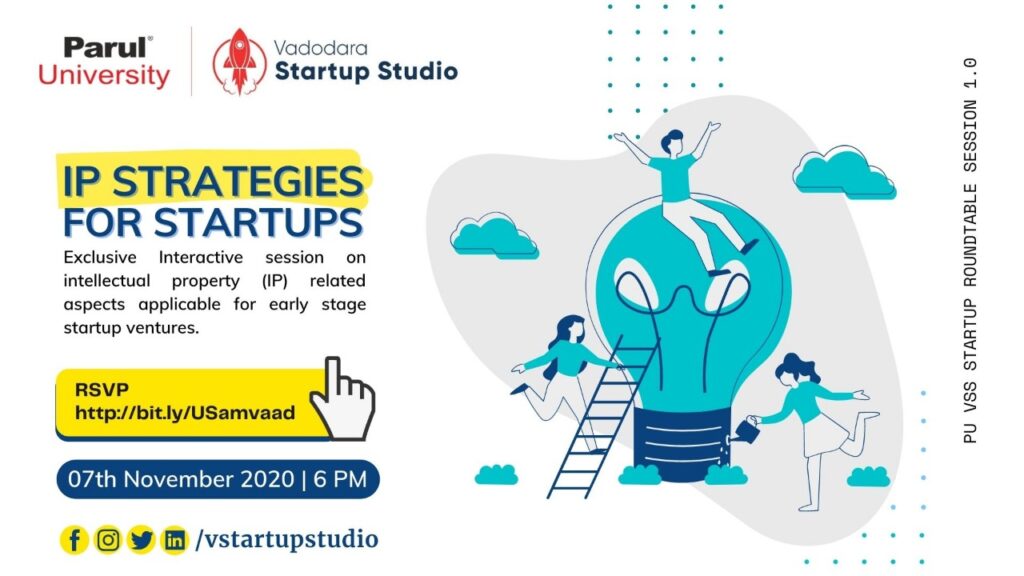 Parul®
University
Vadodara
Startup Studio
IP STRATEGIES
FOR STARTUPS
Exclusive Interactive session on
intellectual property (IP) related
aspects applicable for early stage
startup ventures.
RSVP
http://bit.ly/USamvaad
07th November 2020 | 6 PM
/vstartupstudio
PU VSS STARTUP ROUNDTABLE SESSION 1.0